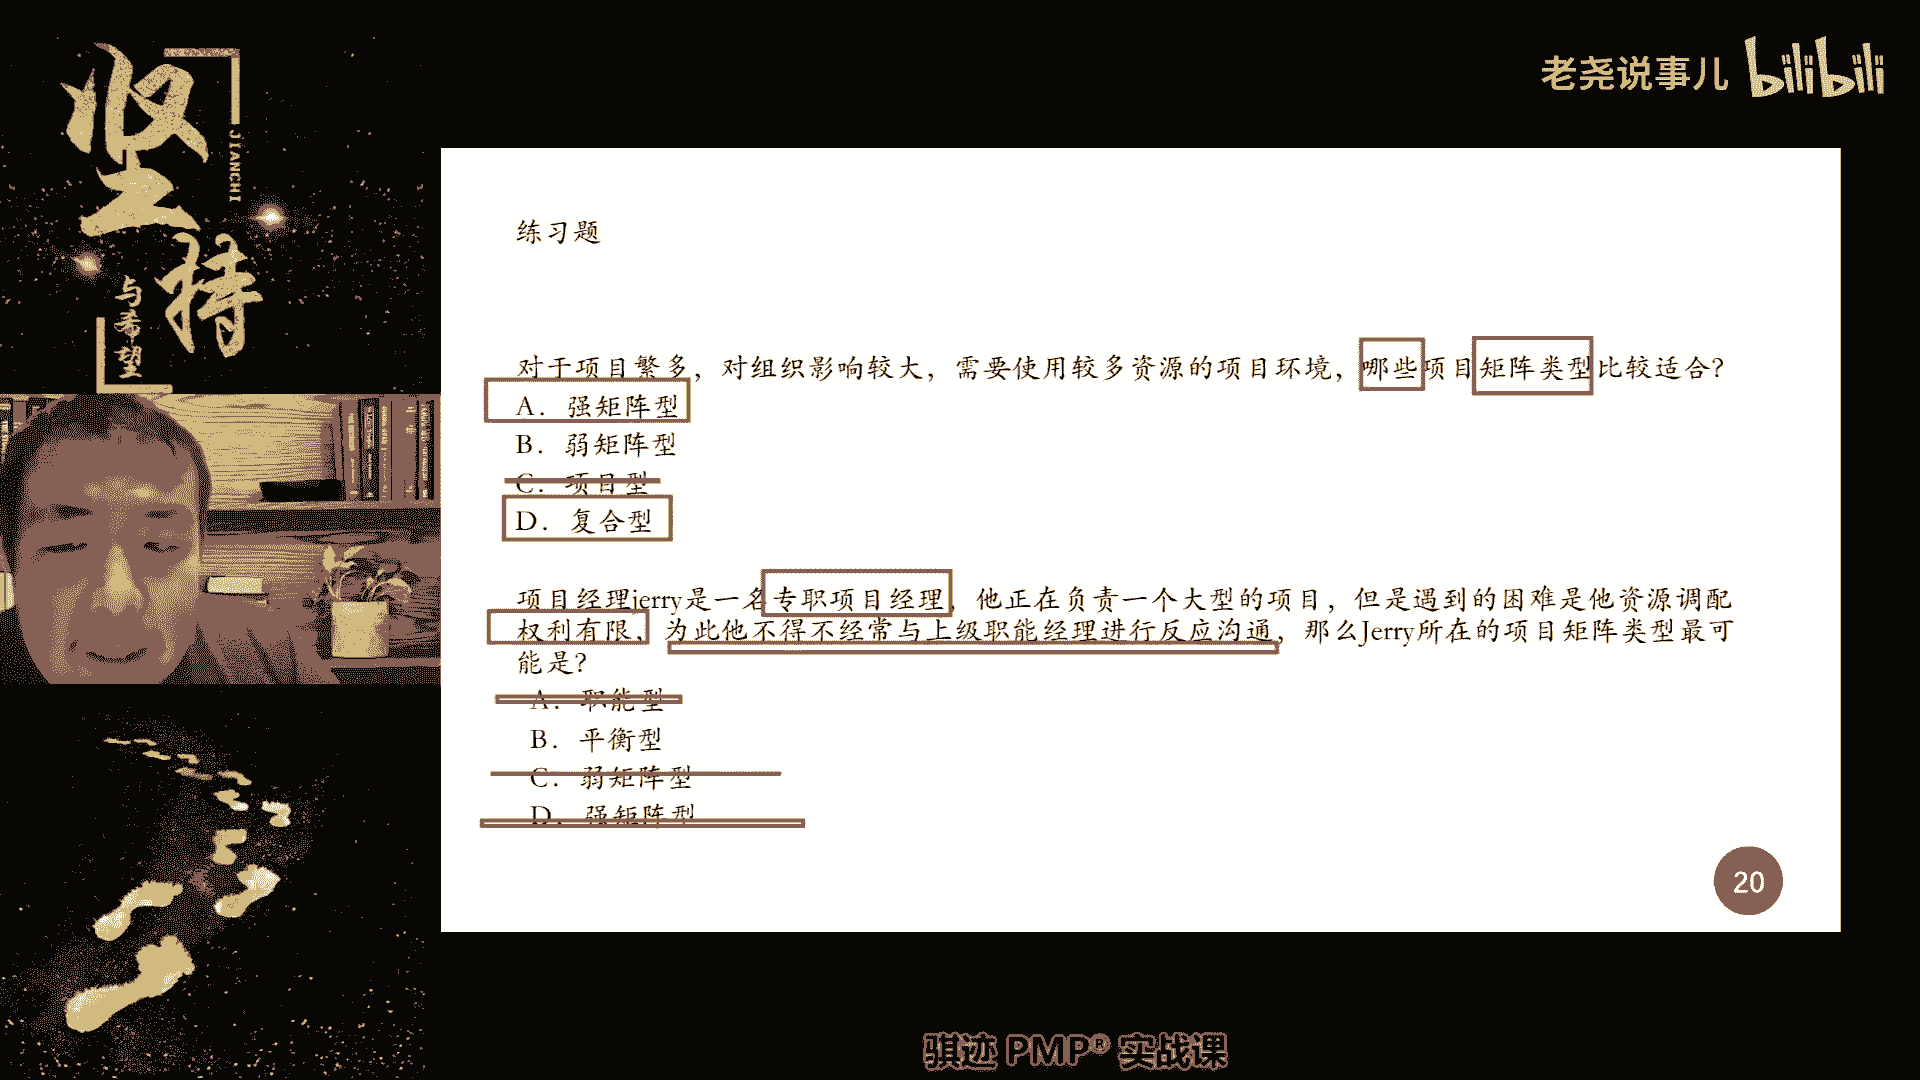 坚持
JIANCHI
与希望
老尧说事儿 bilibili
练习题
对于项目繁多，对组织影响较大，需要使用较多资源的项目环境，哪些项目矩阵类型比较适合？
A．强矩阵型
B．弱矩阵型
C．项目型
D．复合型
项目经理jerry是一名专职项目经理，他正在负责一个大型的项目，但是遇到的困难是他资源调配
权利有限，为此他不得不经常与上级职能经理进行反应沟通，那么Jerry所在的项目矩阵类型最可
能是？
A．职能型
B．平衡型
C．弱矩阵型
D．强矩阵型
20
骐迹 PMP® 实战课